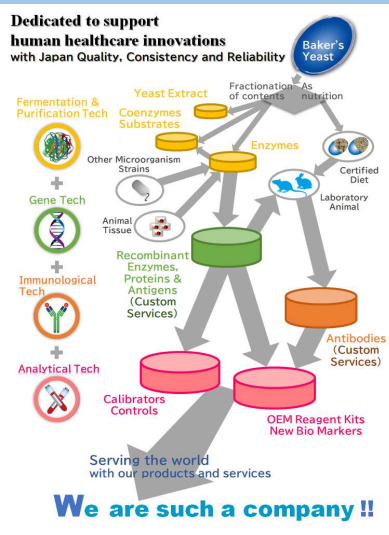 Dedicated to support
human healthcare innovations
with Japan Quality, Consistency and Reliability
Baker's
Yeast
Fractionation
of contents
As
nutrition
Yeast Extract
Fermentation &
Purification Tech
Coenzymes
Substrates
Enzymes
Other Microorganism
Strains
Certified
Diet
Laboratory
Animal
Gene Tech
Animal
Tissue
Recombinant
Enzymes,
Proteins &
Antigens
(Custom
Services)
Immunological
Tech
Antibodies
(Custom
Services)
Analytical Tech
Calibrators
Controls
OEM Reagent Kits
New Bio Markers
Serving the world
with our products and services
We are such a company !!